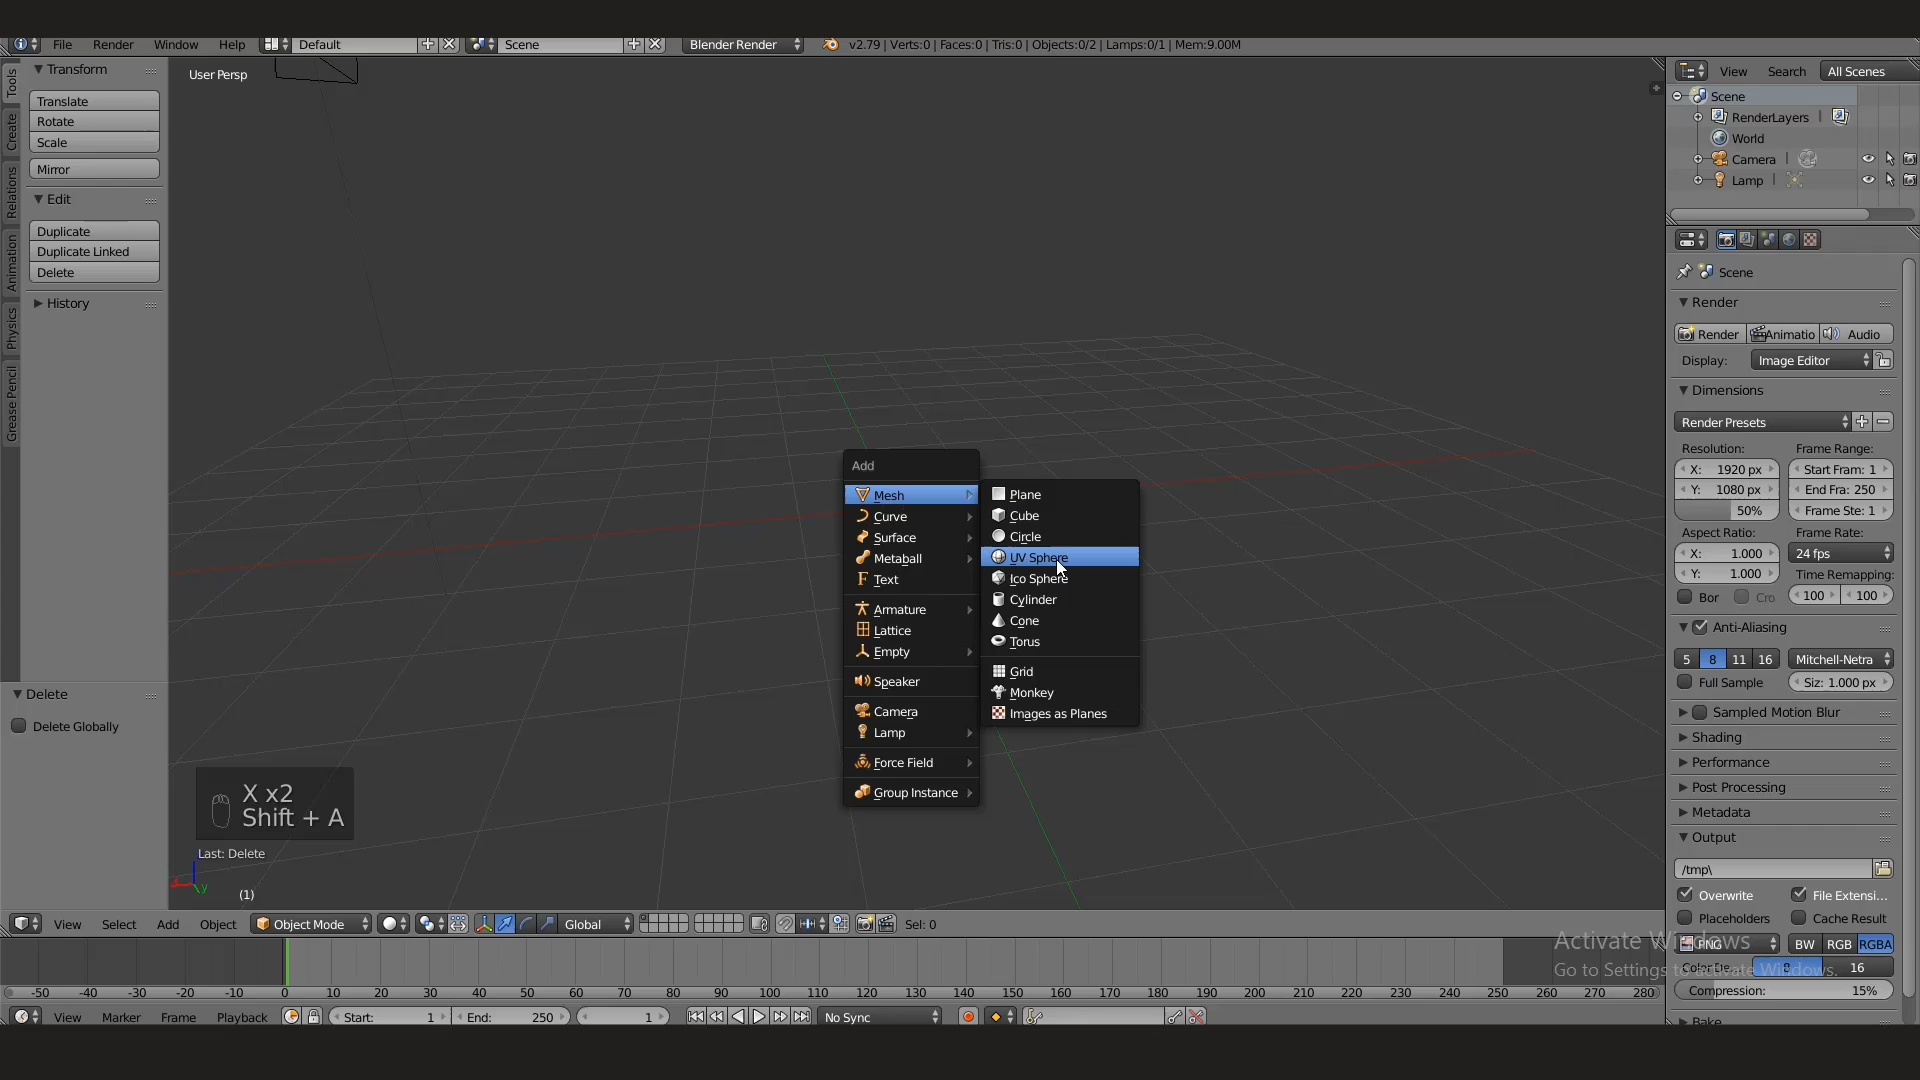 File Render Window Help Default Scene Blender Render v2.79 | Verts:0 | Faces:0 | Tris:0 | Objects:0/2 | Lamps:0/1 | Mem:9.00M
Tools
Create
Relations
Animation
Physics
Grease Pencil
Transform
Translate
Rotate
Scale
Mirror
Edit
Duplicate
Duplicate Linked
Delete
History
Delete
Delete Globally
User Persp
Add
Mesh
Curve
Surface
Metaball
Text
Armature
Lattice
Empty
Speaker
Camera
Lamp
Force Field
Group Instance
Plane
Cube
Circle
UV Sphere
Ico Sphere
Cylinder
Cone
Torus
Grid
Monkey
Images as Planes
X x2
Shift + A
Last: Delete
x y
(1)
View Select Add Object Object Mode Global Sel: 0
-50 -40 -30 -20 -10 0 10 20 30 40 50 60 70 80 90 100 110 120 130 140 150 160 170 180 190 200 210 220 230 240 250 260 270 280
View Marker Frame Playback Start: 1 End: 250 1 No Sync
View Search All Scenes
Scene
RenderLayers
World
Camera
Lamp
Scene
Render
Render Animatio Audio
Display: Image Editor
Dimensions
Render Presets
Resolution: Frame Range:
X: 1920 px Start Fram: 1
Y: 1080 px End Fra: 250
50% Frame Ste: 1
Aspect Ratio: Frame Rate:
X: 1.000 24 fps
Y: 1.000 Time Remapping:
Bor Cro 100 100
Anti-Aliasing
5 8 11 16 Mitchell-Netra
Full Sample Siz: 1.000 px
Sampled Motion Blur
Shading
Performance
Post Processing
Metadata
Output
/tmp\
Overwrite File Extensi...
Placeholders Cache Result
PNG BW RGB RGBA
Color De 8 16
Compression: 15%
Bake
Activate Windows
Go to Settings to activate Windows.